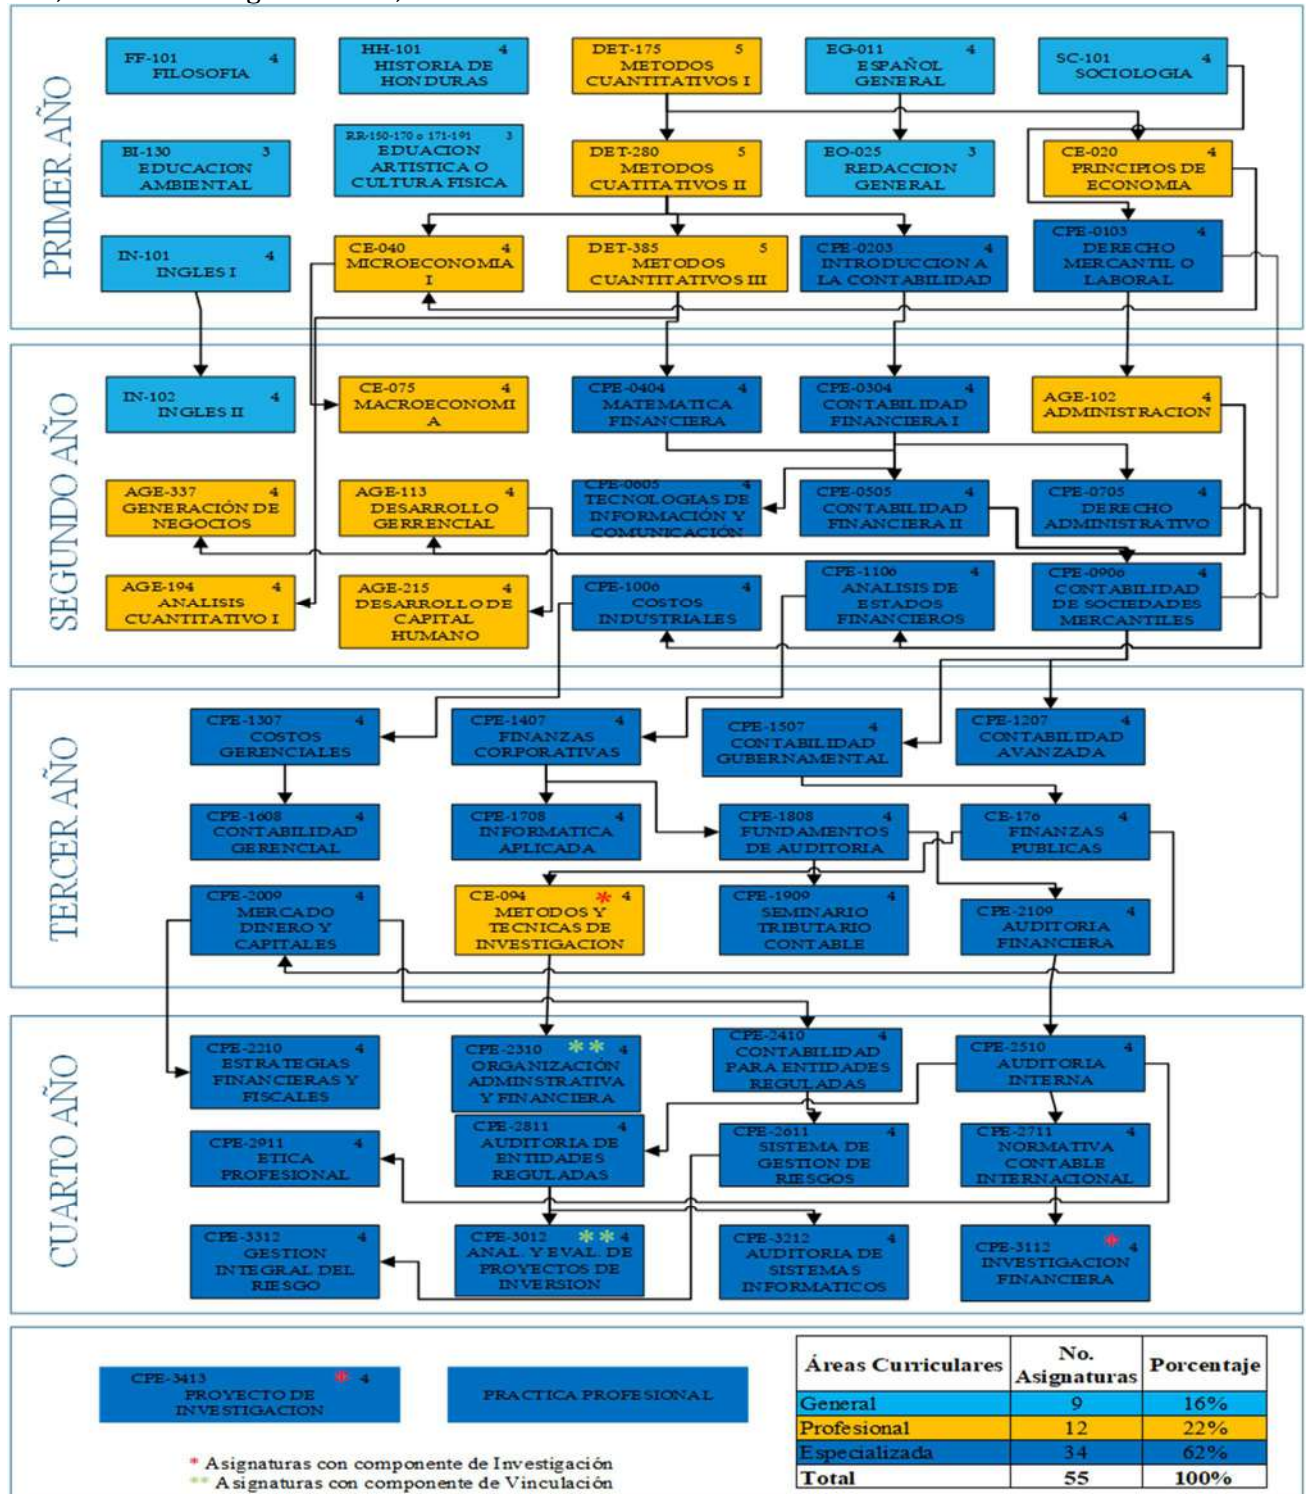 PRIMER AÑO
FF-101 4
FILOSOFIA
HH-101 4
HISTORIA DE
HONDURAS
DET-175 5
METODOS
CUANTITATIVOS I
EG-011 4
ESPAÑOL
GENERAL
SC-101 4
SOCIOLOGIA
BI-130 3
EDUCACION
AMBIENTAL
RR-150-170 o 171-191 3
EDUACION
ARTISTICA O
CULTURA FISICA
DET-280 5
METODOS
CUATITATIVOS II
EO-025 3
REDACCION
GENERAL
CE-020 4
PRINCIPIOS DE
ECONOMIA
IN-101 4
INGLES I
CE-040 4
MICROECONOMIA
I
DET-385 5
METODOS
CUANTITATIVOS III
CPE-0203 4
INTRODUCCION A
LA CONTABILIDAD
CPE-0103 4
DERECHO
MERCANTIL O
LABORAL
SEGUNDO AÑO
IN-102 4
INGLES II
CE-075 4
MACROECONOMI
A
CPE-0404 4
MATEMATICA
FINANCIERA
CPE-0304 4
CONTABILIDAD
FINANCIERA I
AGE-102 4
ADMINISTRACION
AGE-337 4
GENERACIÓN DE
NEGOCIOS
AGE-113 4
DESARROLLO
GERRENCIAL
CPE-0605 4
TECNOLOGIAS DE
INFORMACIÓN Y
COMUNICACIÓN
CPE-0505 4
CONTABILIDAD
FINANCIERA II
CPE-0705 4
DERECHO
ADMINISTRATIVO
AGE-194 4
ANALISIS
CUANTITATIVO I
AGE-215 4
DESARROLLO DE
CAPITAL
HUMANO
CPE-1006 4
COSTOS
INDUSTRIALES
CPE-1106 4
ANALISIS DE
ESTADOS
FINANCIEROS
CPE-0906 4
CONTABILIDAD
DE SOCIEDADES
MERCANTILES
TERCER AÑO
CPE-1307 4
COSTOS
GERENCIALES
CPE-1407 4
FINANZAS
CORPORATIVAS
CPE-1507 4
CONTABILIDAD
GUBERNAMENTAL
CPE-1207 4
CONTABILIDAD
AVANZADA
CPE-1608 4
CONTABILIDAD
GERENCIAL
CPE-1708 4
INFORMATICA
APLICADA
CPE-1808 4
FUNDAMENTOS
DE AUDITORIA
CE-176 4
FINANZAS
PUBLICAS
CPE-2009 4
MERCADO
DINERO Y
CAPITALES
CE-094 * 4
METODOS Y
TECNICAS DE
INVESTIGACION
CPE-1909 4
SEMINARIO
TRIBUTARIO
CONTABLE
CPE-2109 4
AUDITORIA
FINANCIERA
CUARTO AÑO
CPE-2210 4
ESTRATEGIAS
FINANCIERAS Y
FISCALES
CPE-2310 ** 4
ORGANIZACIÓN
ADMINSTRATIVA
Y FINANCIERA
CPE-2410 4
CONTABILIDAD
PARA ENTIDADES
REGULADAS
CPE-2510 4
AUDITORIA
INTERNA
CPE-2911 4
ETICA
PROFESIONAL
CPE-2811 4
AUDITORIA DE
ENTIDADES
REGULADAS
CPE-2611 4
SISTEMA DE
GESTION DE
RIESGOS
CPE-2711 4
NORMATIVA
CONTABLE
INTERNACIONAL
CPE-3312 4
GESTION
INTEGRAL DEL
RIESGO
CPE-3012 ** 4
ANAL. Y EVAL. DE
PROYECTOS DE
INVERSION
CPE-3212 4
AUDITORIA DE
SISTEMAS
INFORMATICOS
CPE-3112 * 4
INVESTIGACION
FINANCIERA
CPE-3413 * 4
PROYECTO DE
INVESTIGACION
PRACTICA PROFESIONAL
Áreas Curriculares No. Asignaturas Porcentaje
General 9 16%
Profesional 12 22%
Especializada 34 62%
Total 55 100%
* Asignaturas con componente de Investigación
** Asignaturas con componente de Vinculación